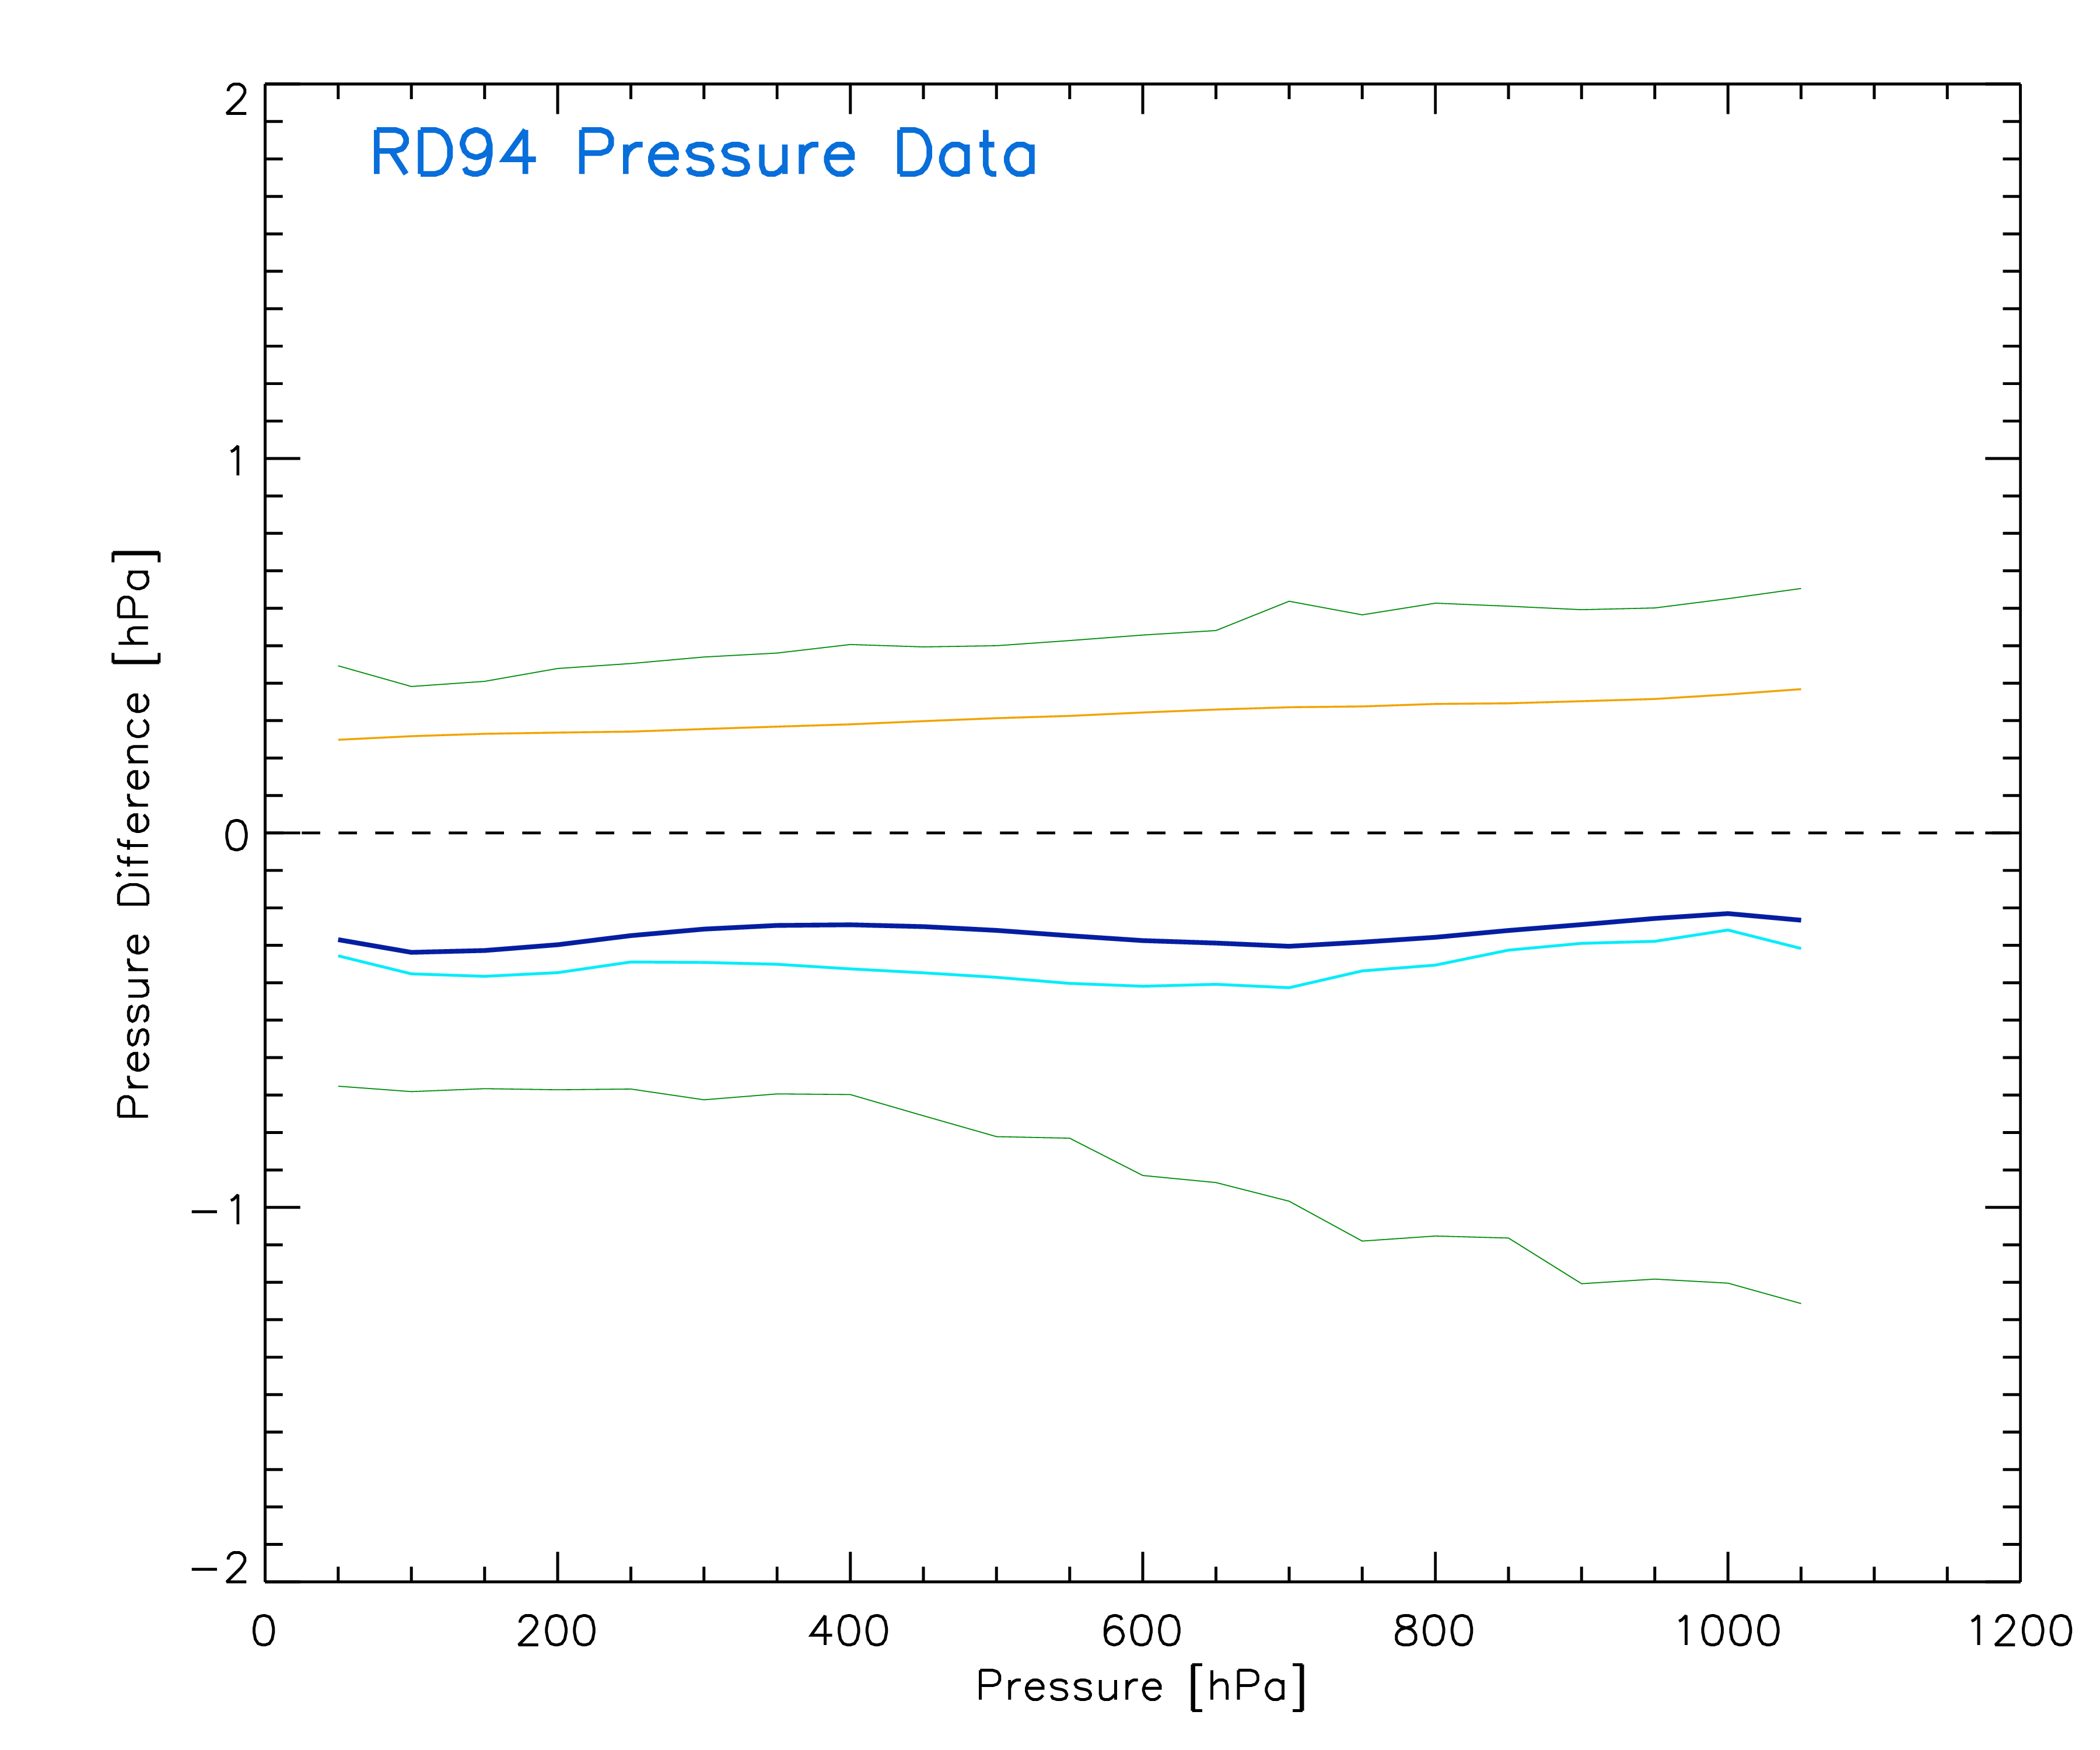 RD94 Pressure Data
2
1
0
−1
−2
Pressure Difference [hPa]
0 200 400 600 800 1000 1200
Pressure [hPa]